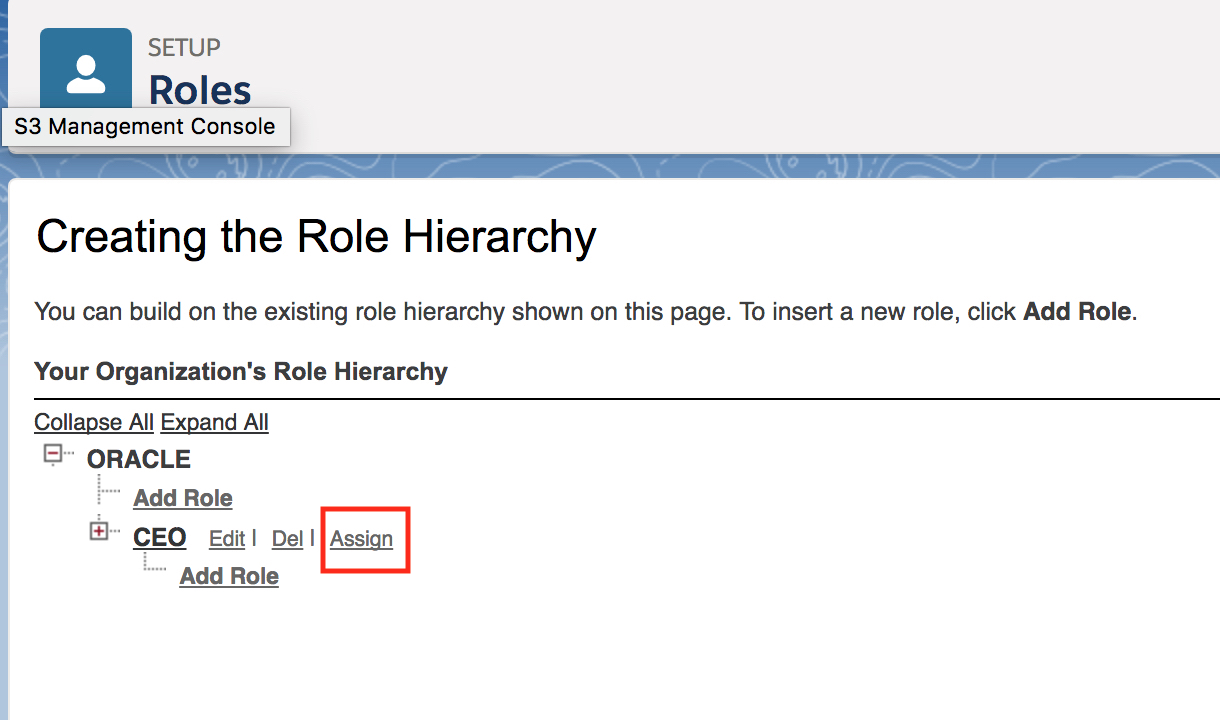 SETUP
Roles
S3 Management Console
Creating the Role Hierarchy
You can build on the existing role hierarchy shown on this page. To insert a new role, click Add Role.
Your Organization's Role Hierarchy
Collapse All Expand All
ORACLE
Add Role
CEO Edit | Del | Assign
Add Role